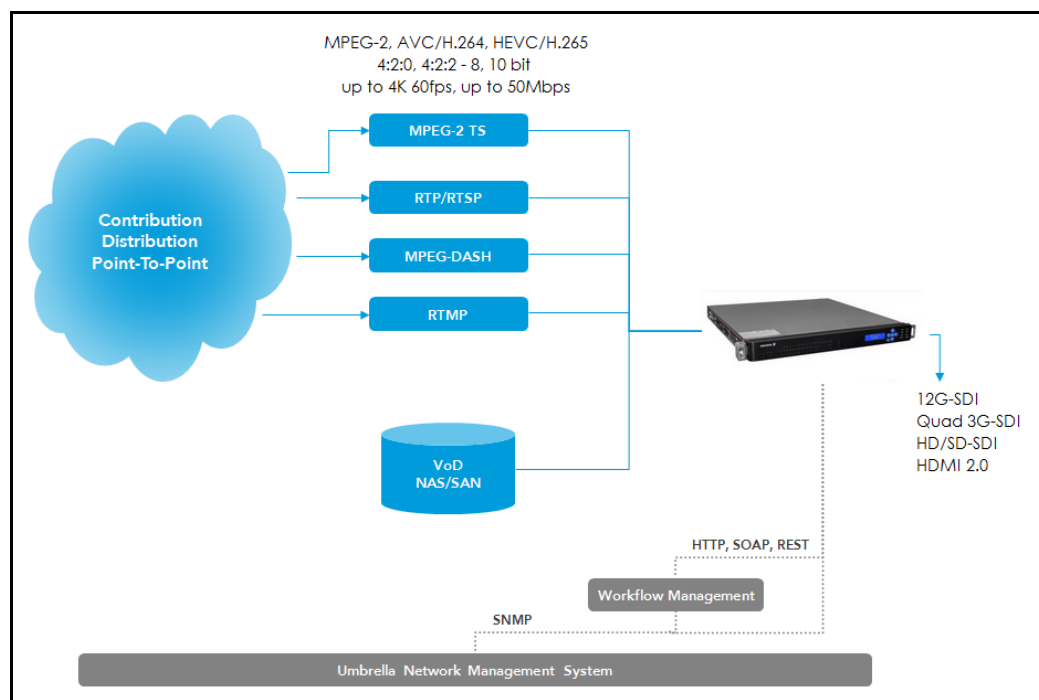 MPEG-2, AVC/H.264, HEVC/H.265
4:2:0, 4:2:2 - 8, 10 bit
up to 4K 60fps, up to 50Mbps
MPEG-2 TS
RTP/RTSP
Contribution
Distribution
Point-To-Point
MPEG-DASH
RTMP
12G-SDI
Quad 3G-SDI
HD/SD-SDI
HDMI 2.0
VoD
NAS/SAN
HTTP, SOAP, REST
Workflow Management
SNMP
Umbrella Network Management System